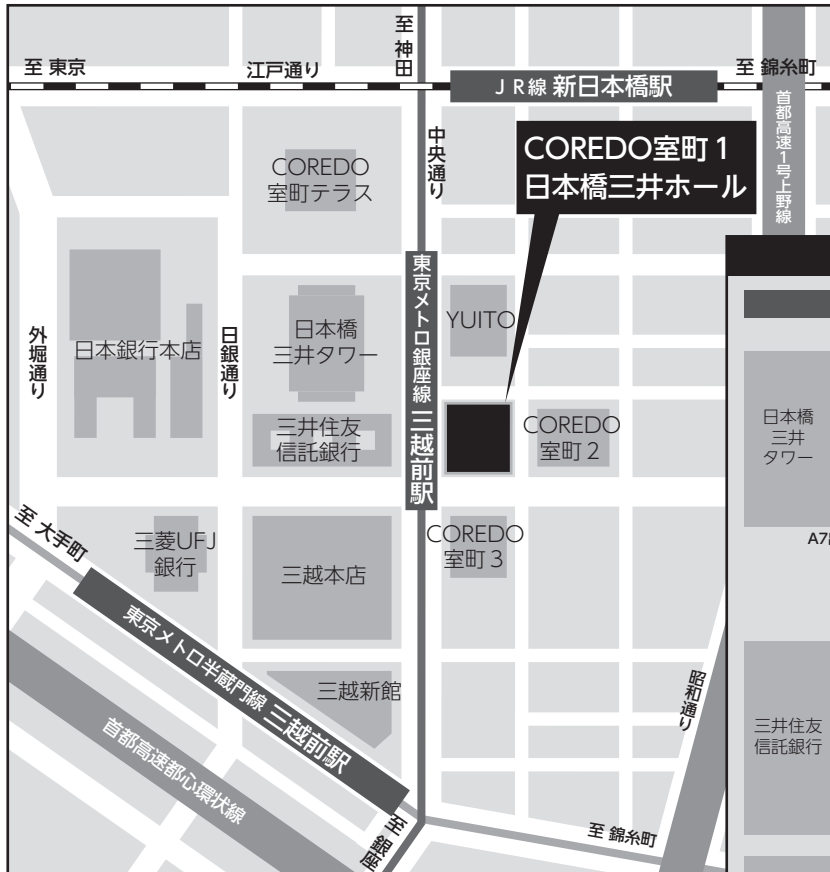 至 神田
至 東京
江戸通り
JR線 新日本橋駅
至 錦糸町
首都高速1号上野線
中央通り
COREDO室町1
日本橋三井ホール
COREDO
室町テラス
東京メトロ銀座線 三越前駅
YUITO
外堀通り
日本銀行本店
日銀通り
日本橋
三井タワー
三井住友
信託銀行
COREDO
室町2
日本橋
三井
タワー
至 大手町
三菱UFJ
銀行
三越本店
COREDO
室町3
A7
東京メトロ半蔵門線 三越前駅
三越新館
昭和通り
三井住友
信託銀行
首都高速都心環状線
至 銀座
至 錦糸町